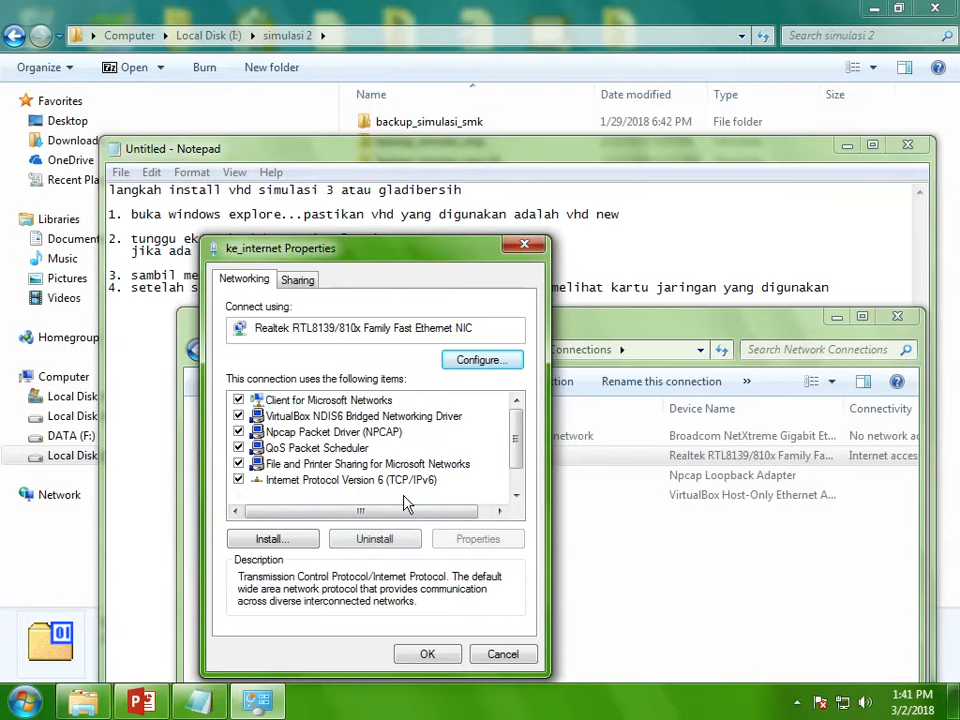 Computer
Local Disk (I:)
simulasi 2
Search simulasi 2
Organize
Open
Burn
New folder
Name
Date modified
Type
Size
backup_simulasi_smk
1/29/2018 6:42 PM
File folder
Favorites
Desktop
Download
OneDrive
Recent Pla
Libraries
Document
Music
Pictures
Videos
Homegroup
Computer
Local Disk
Local Disk
DATA (F:)
Local Disk
Network
Untitled - Notepad
File Edit Format View Help
langkah install vhd simulasi 3 atau gladibersih
1. buka windows explore...pastikan vhd yang digunakan adalah vhd new
2. tunggu ek
jika ada
3. sambil me
4. setelah s
melihat kartu jaringan yang digunakan
Connections
Search Network Connections
ction
Rename this connection
Device Name
Connectivity
Broadcom NetXtreme Gigabit Et...
No network a
Realtek RTL8139/810x Family Fa...
Internet access
Npcap Loopback Adapter
VirtualBox Host-Only Ethernet A...
ke_internet Properties
Networking
Sharing
Connect using:
Realtek RTL8139/810x Family Fast Ethernet NIC
Configure...
This connection uses the following items:
Client for Microsoft Networks
VirtualBox NDIS6 Bridged Networking Driver
Npcap Packet Driver (NPCAP)
QoS Packet Scheduler
File and Printer Sharing for Microsoft Networks
Internet Protocol Version 6 (TCP/IPv6)
Install...
Uninstall
Properties
Description
Transmission Control Protocol/Internet Protocol. The default
wide area network protocol that provides communication
across diverse interconnected networks.
OK
Cancel
1:41 PM
3/2/2018